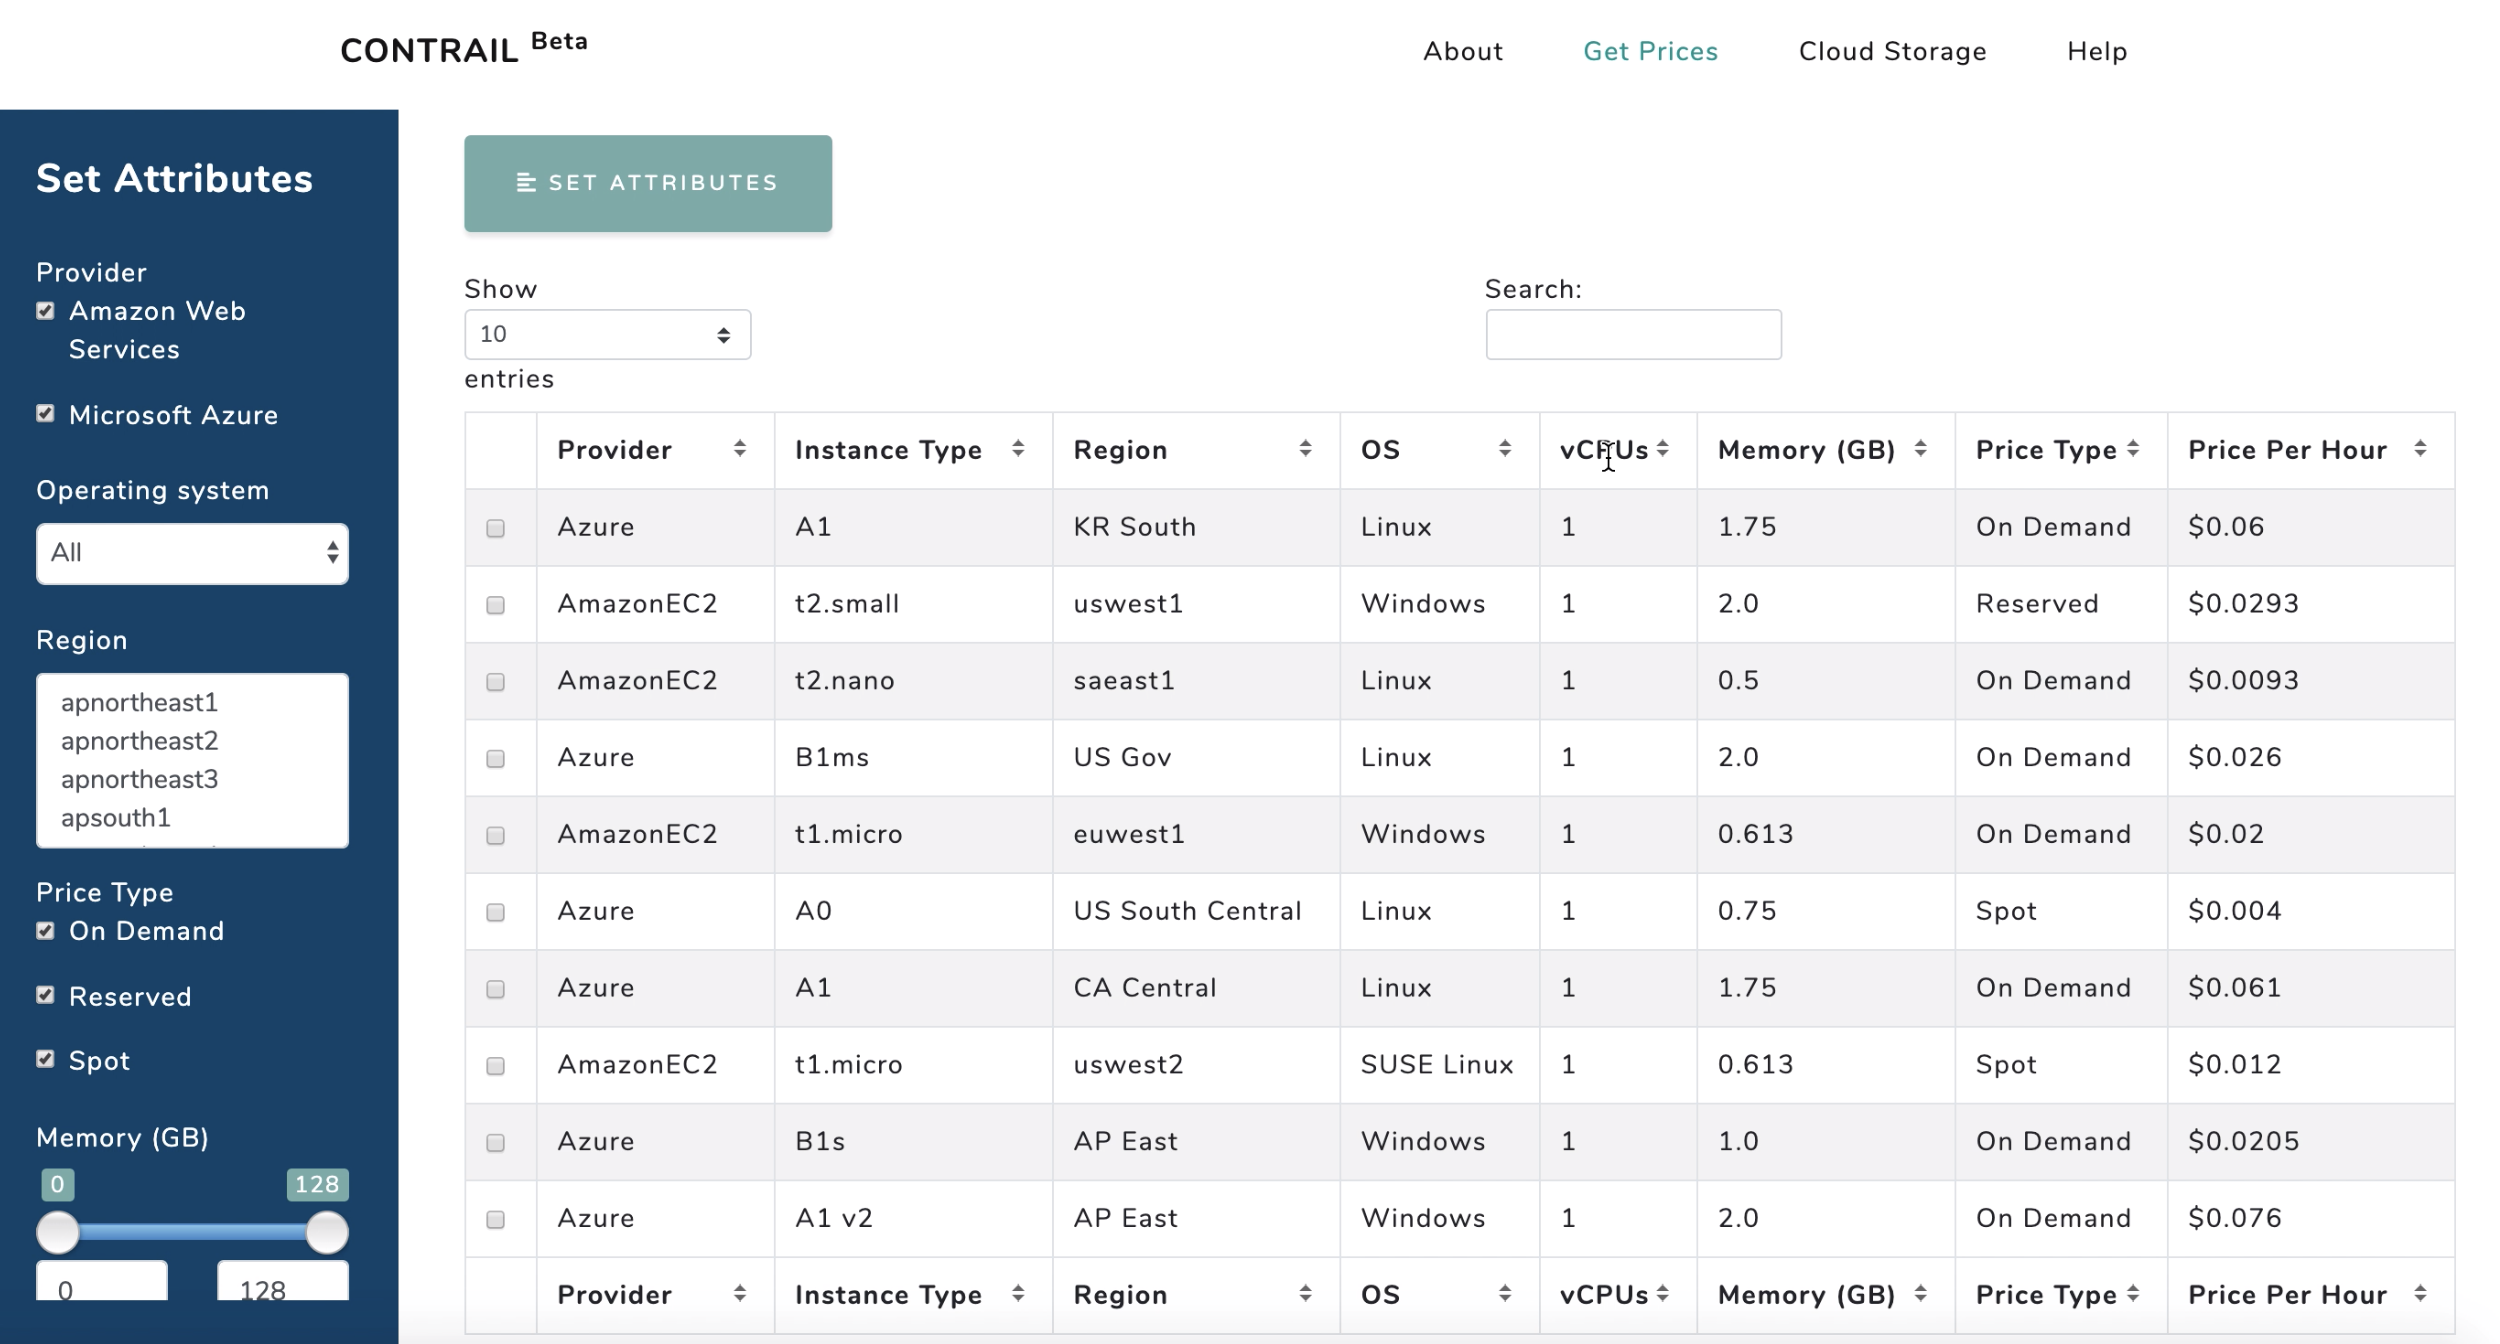 CONTRAIL Beta
About Get Prices Cloud Storage Help
Set Attributes
Provider
Amazon Web
Services
Microsoft Azure
Operating system
All
Region
apnortheast1
apnortheast2
apnortheast3
apsouth1
Price Type
On Demand
Reserved
Spot
Memory (GB)
0 128
0 128
SET ATTRIBUTES
Show
10
entries
Search:
Provider Instance Type Region OS vCPUs Memory (GB) Price Type Price Per Hour
Azure A1 KR South Linux 1 1.75 On Demand $0.06
AmazonEC2 t2.small uswest1 Windows 1 2.0 Reserved $0.0293
AmazonEC2 t2.nano saeast1 Linux 1 0.5 On Demand $0.0093
Azure B1ms US Gov Linux 1 2.0 On Demand $0.026
AmazonEC2 t1.micro euwest1 Windows 1 0.613 On Demand $0.02
Azure A0 US South Central Linux 1 0.75 Spot $0.004
Azure A1 CA Central Linux 1 1.75 On Demand $0.061
AmazonEC2 t1.micro uswest2 SUSE Linux 1 0.613 Spot $0.012
Azure B1s AP East Windows 1 1.0 On Demand $0.0205
Azure A1 v2 AP East Windows 1 2.0 On Demand $0.076
Provider Instance Type Region OS vCPUs Memory (GB) Price Type Price Per Hour